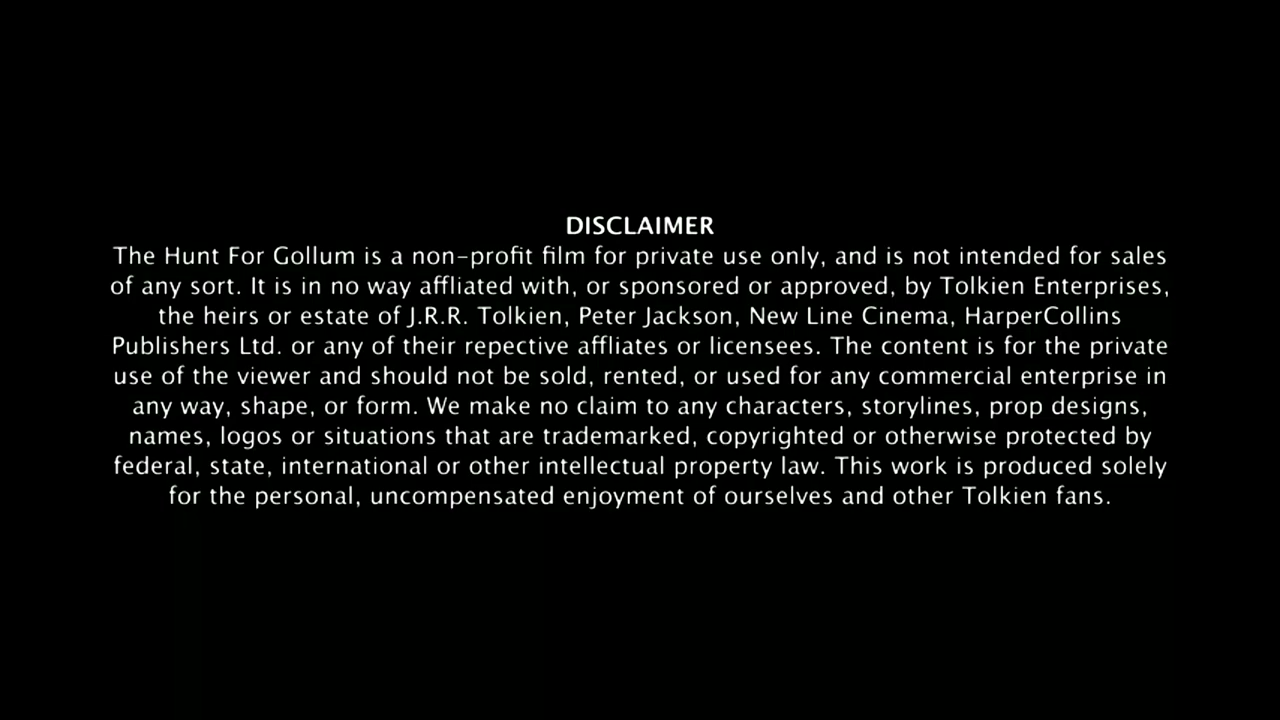 DISCLAIMER
The Hunt For Gollum is a non-profit film for private use only, and is not intended for sales
of any sort. It is in no way affliated with, or sponsored or approved, by Tolkien Enterprises,
the heirs or estate of J.R.R. Tolkien, Peter Jackson, New Line Cinema, HarperCollins
Publishers Ltd. or any of their repective affliates or licensees. The content is for the private
use of the viewer and should not be sold, rented, or used for any commercial enterprise in
any way, shape, or form. We make no claim to any characters, storylines, prop designs,
names, logos or situations that are trademarked, copyrighted or otherwise protected by
federal, state, international or other intellectual property law. This work is produced solely
for the personal, uncompensated enjoyment of ourselves and other Tolkien fans.